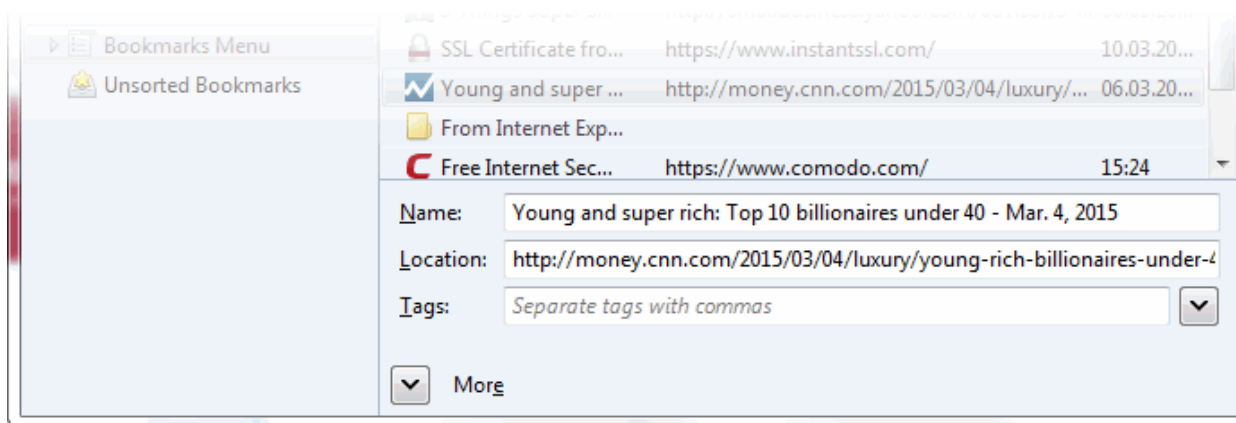 Bookmarks Menu
Unsorted Bookmarks
SSL Certificate fro... https://www.instantssl.com/ 10.03.20...
Young and super ... http://money.cnn.com/2015/03/04/luxury/... 06.03.20...
From Internet Exp...
Free Internet Sec... https://www.comodo.com/ 15:24
Name: Young and super rich: Top 10 billionaires under 40 - Mar. 4, 2015
Location: http://money.cnn.com/2015/03/04/luxury/young-rich-billionaires-under-4
Tags: Separate tags with commas
More